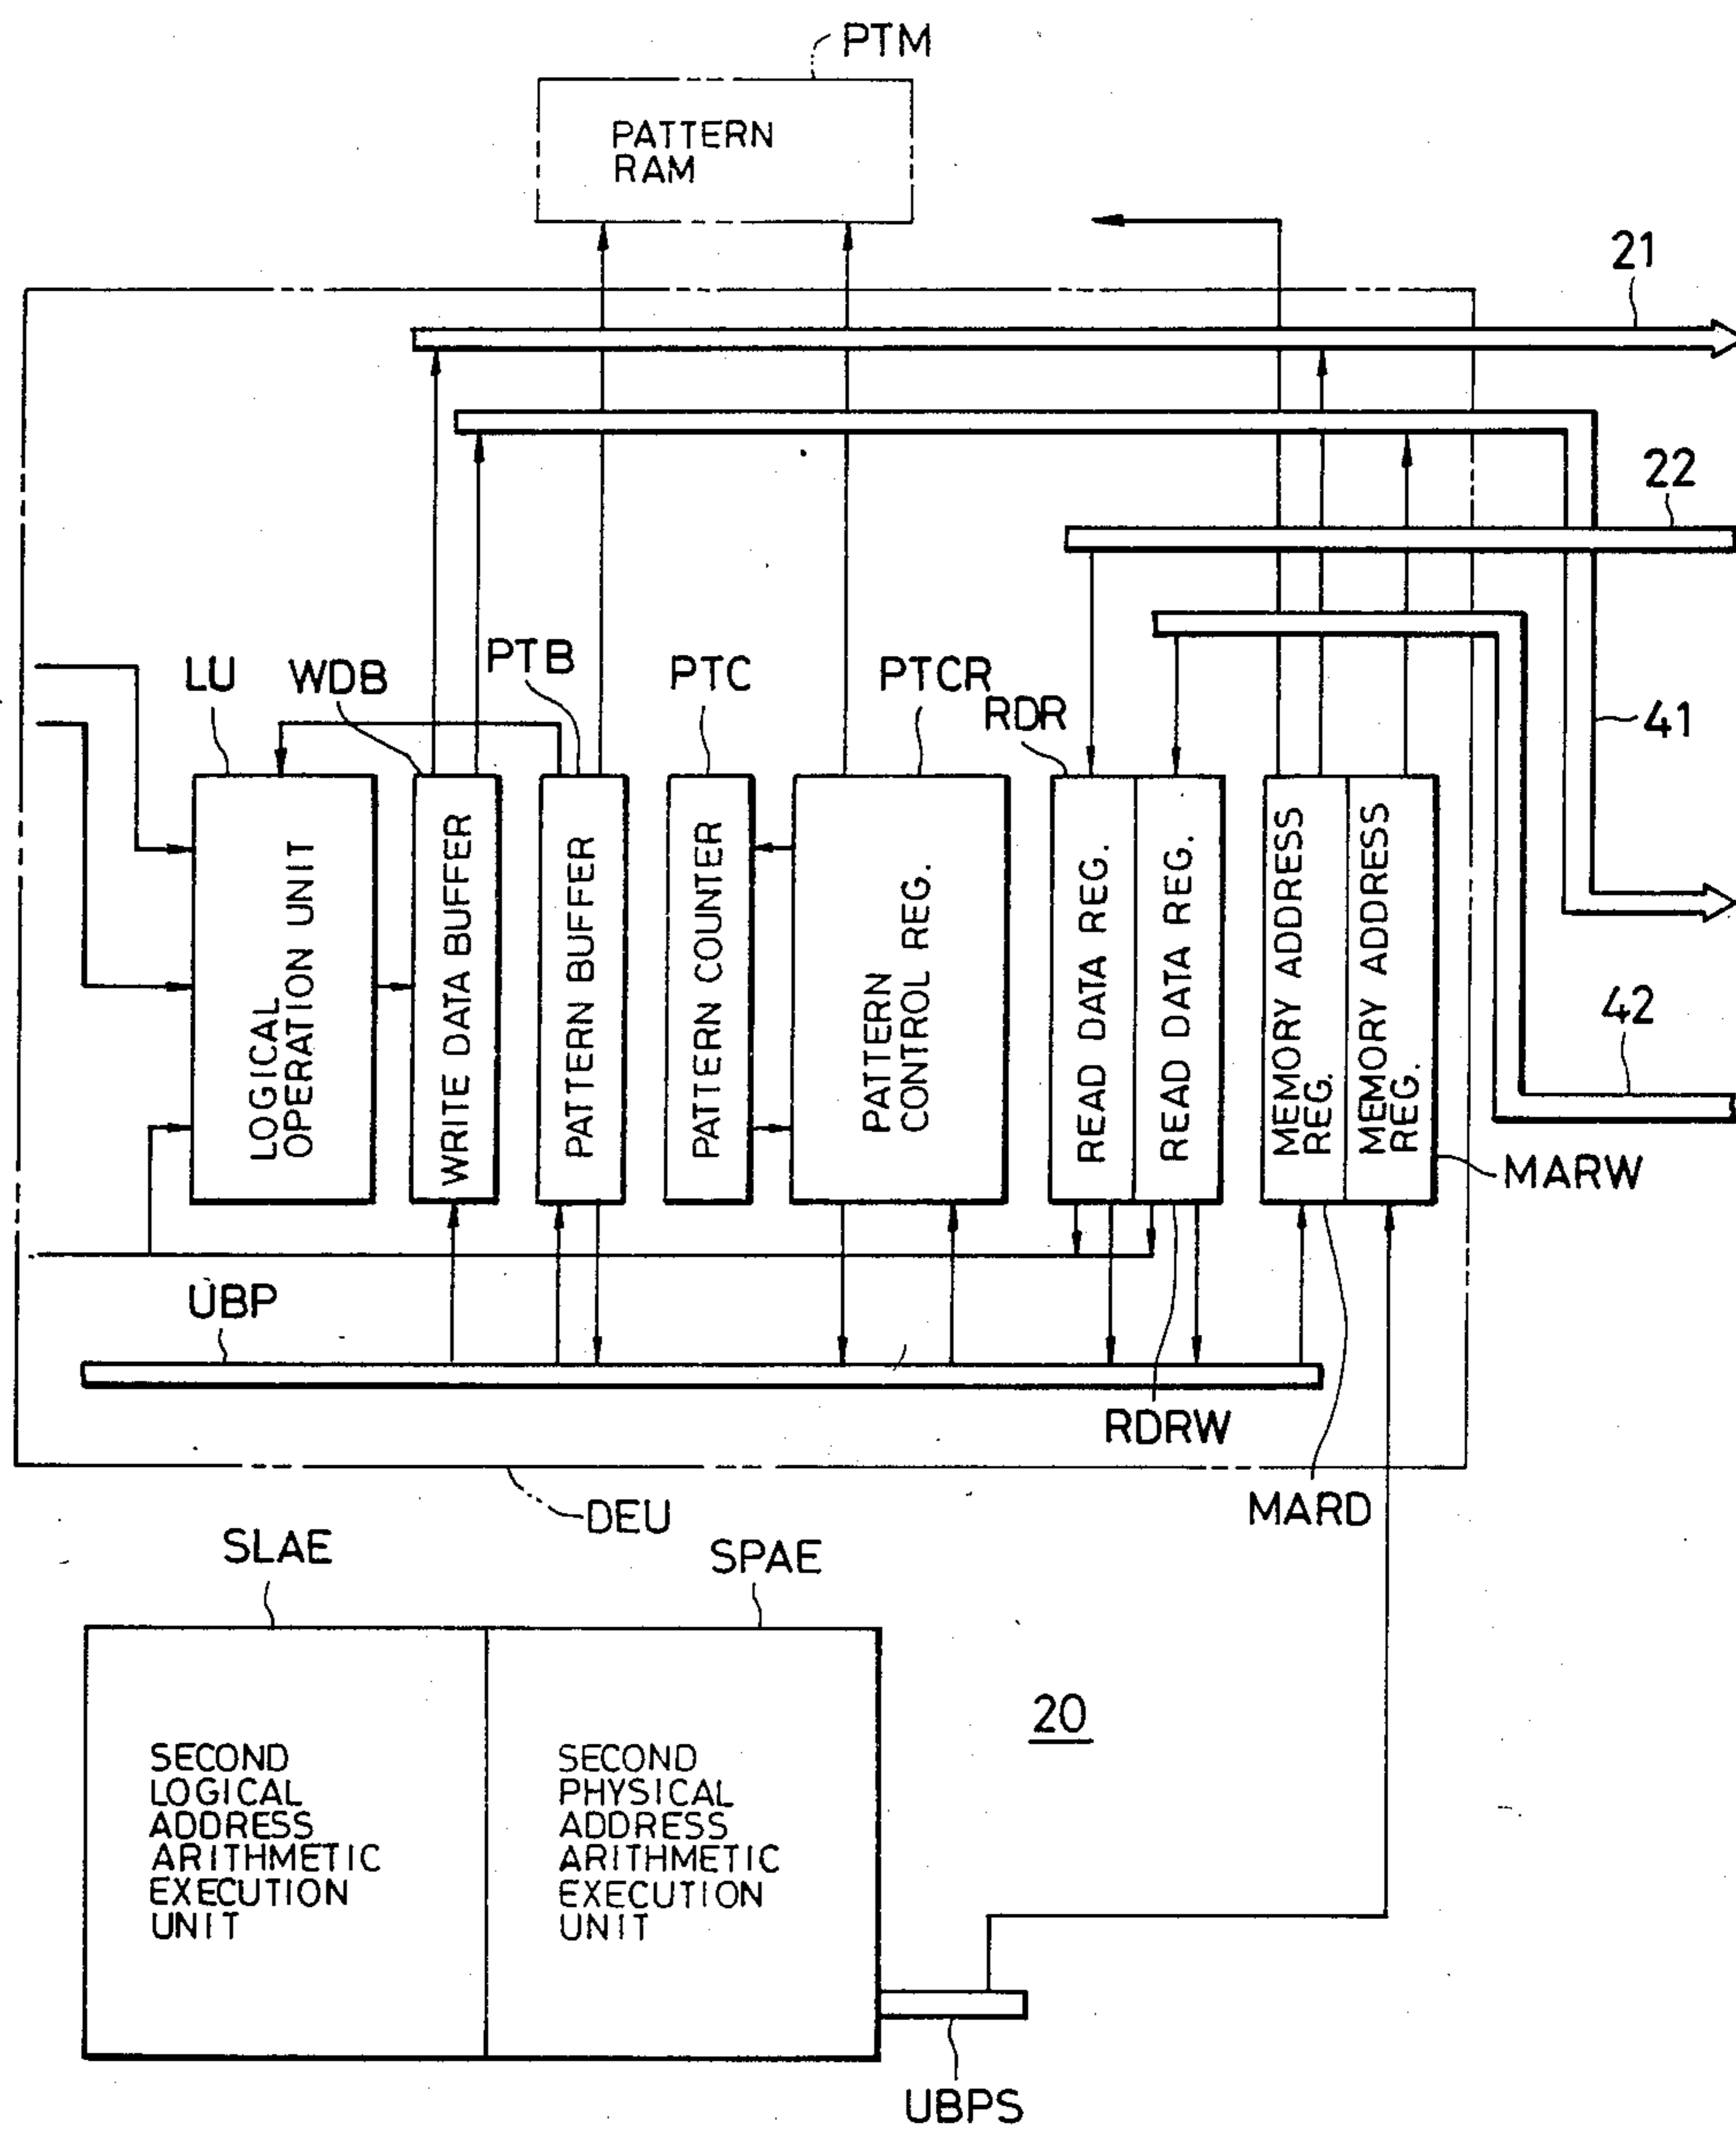 PTM
PATTERN
RAM
21
22
LU
WDB
PTB
PTC
PTCR
RDR
41
LOGICAL
OPERATION UNIT
WRITE DATA BUFFER
PATTERN BUFFER
PATTERN COUNTER
PATTERN
CONTROL REG.
READ DATA REG.
READ DATA REG.
MEMORY ADDRESS
REG.
MEMORY ADDRESS
REG.
42
MARW
UBP
RDRW
MARD
DEU
SLAE
SPAE
20
SECOND
LOGICAL
ADDRESS
ARITHMETIC
EXECUTION
UNIT
SECOND
PHYSICAL
ADDRESS
ARITHMETIC
EXECUTION
UNIT
UBPS